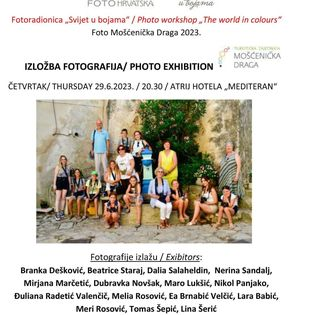 FOTO HRVATSKA u bojama
Fotoradionica „Svijet u bojama“ / Photo workshop „The world in colours“
Foto Mošćenička Draga 2023.
TURISTIČKA ZAJEDNICA
MOŠĆENIČKA
DRAGA
IZLOŽBA FOTOGRAFIJA/ PHOTO EXHIBITION
ČETVRTAK/ THURSDAY 29.6.2023. / 20.30 / ATRIJ HOTELA „MEDITERAN“
Fotografije izlažu / Exibitors:
Branka Dešković, Beatrice Staraj, Dalia Salaheldin, Nerina Sandalj,
Mirjana Marčetić, Dubravka Novšak, Maro Lukšić, Nikol Panjako,
Đuliana Radetić Valenčič, Melia Rosović, Ea Brnabić Velčić, Lara Babić,
Meri Rosović, Tomas Šepić, Lina Šerić